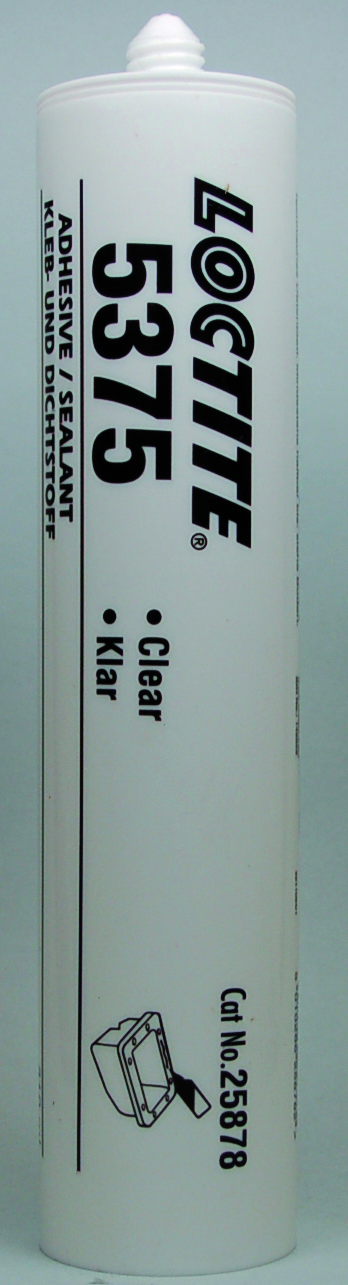 LOCTITE®
5375
• Clear
• Klar
Cat No.25878
ADHESIVE / SEALANT
KLEB- UND DICHTSTOFF